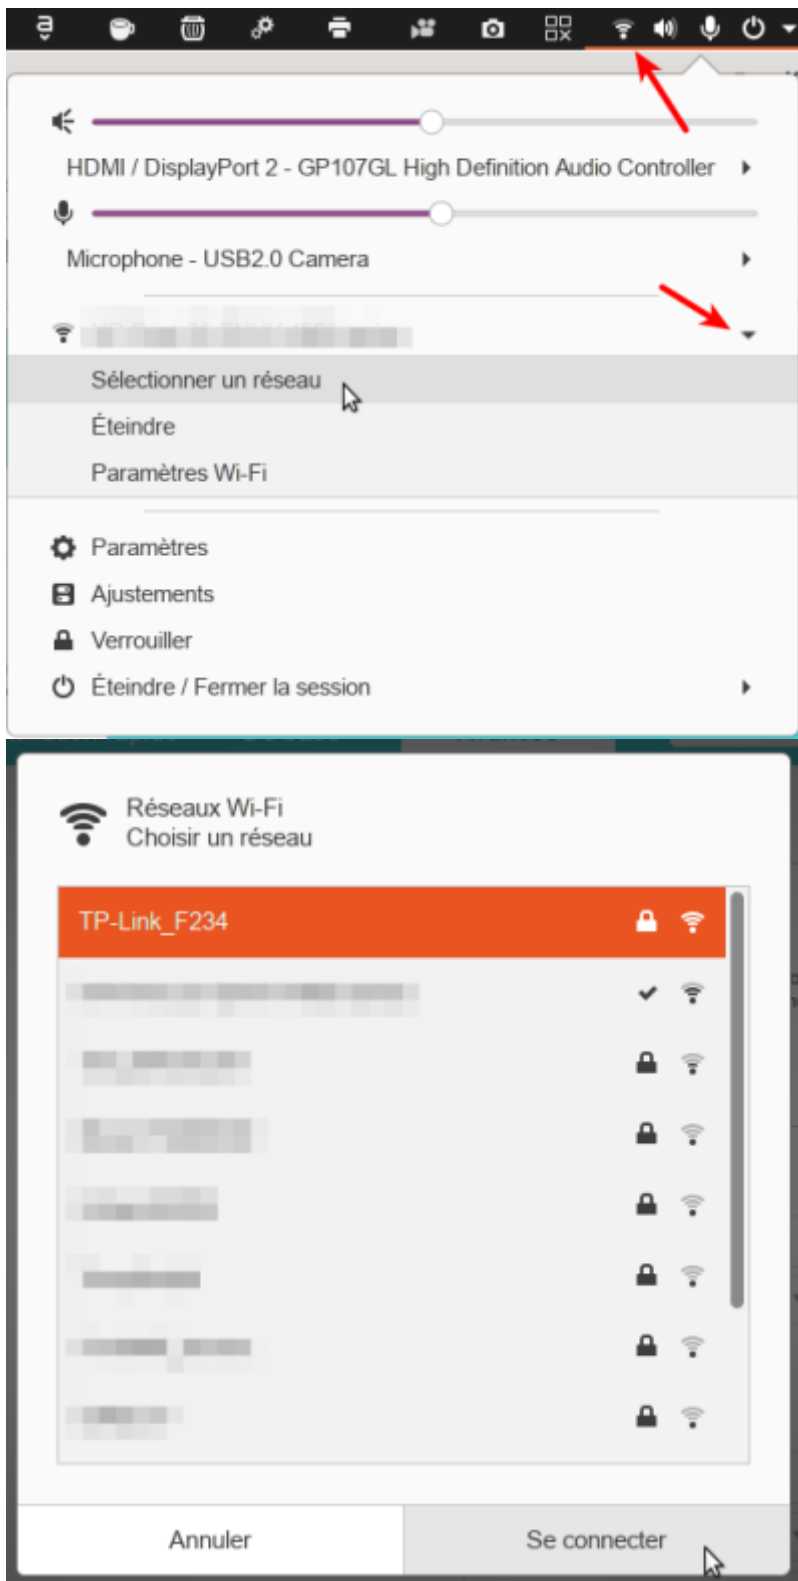 HDMI / DisplayPort 2 - GP107GL High Definition Audio Controller
Microphone - USB2.0 Camera
Sélectionner un réseau
Éteindre
Paramètres Wi-Fi
Paramètres
Ajustements
Verrouiller
Éteindre / Fermer la session
Réseaux Wi-Fi
Choisir un réseau
TP-Link_F234
Annuler
Se connecter